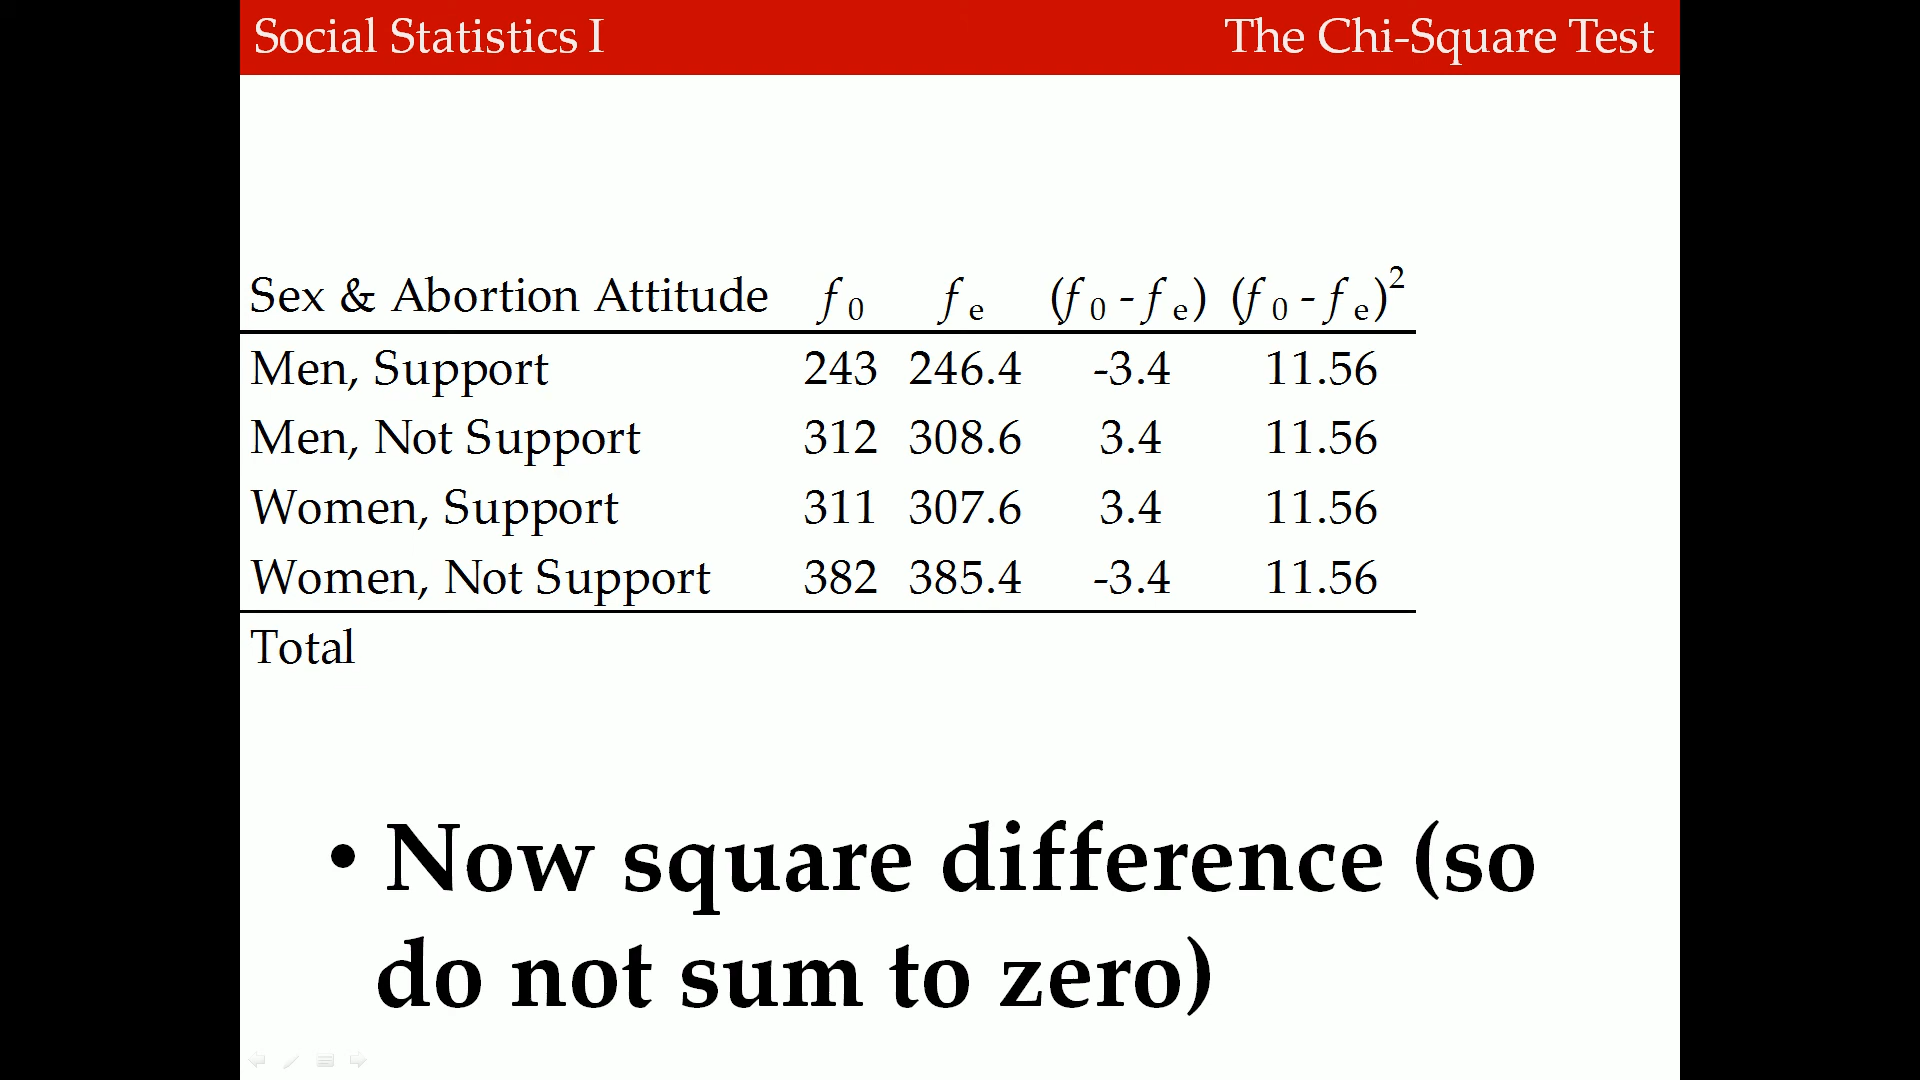 Social Statistics I The Chi-Square Test
Sex & Abortion Attitude f0 fe (f0 - fe) (f0 - fe)²
Men, Support 243 246.4 -3.4 11.56
Men, Not Support 312 308.6 3.4 11.56
Women, Support 311 307.6 3.4 11.56
Women, Not Support 382 385.4 -3.4 11.56
Total
• Now square difference (so
do not sum to zero)